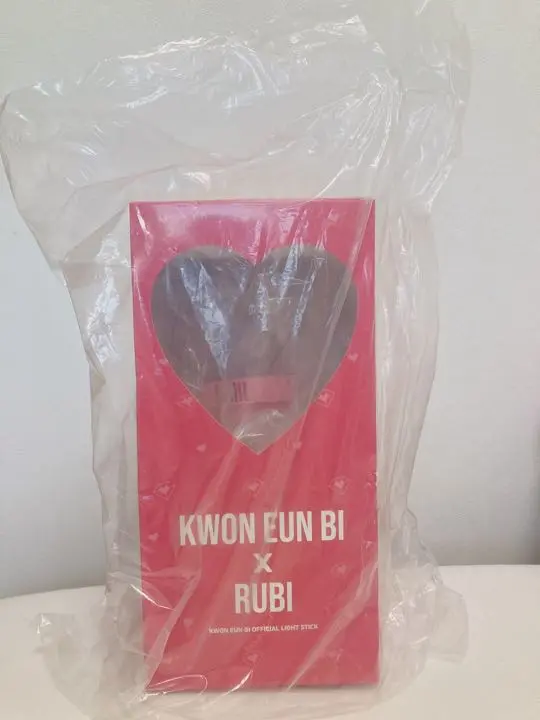 KWON EUN BI
X
RUBI
KWON EUN BI OFFICIAL LIGHT STICK